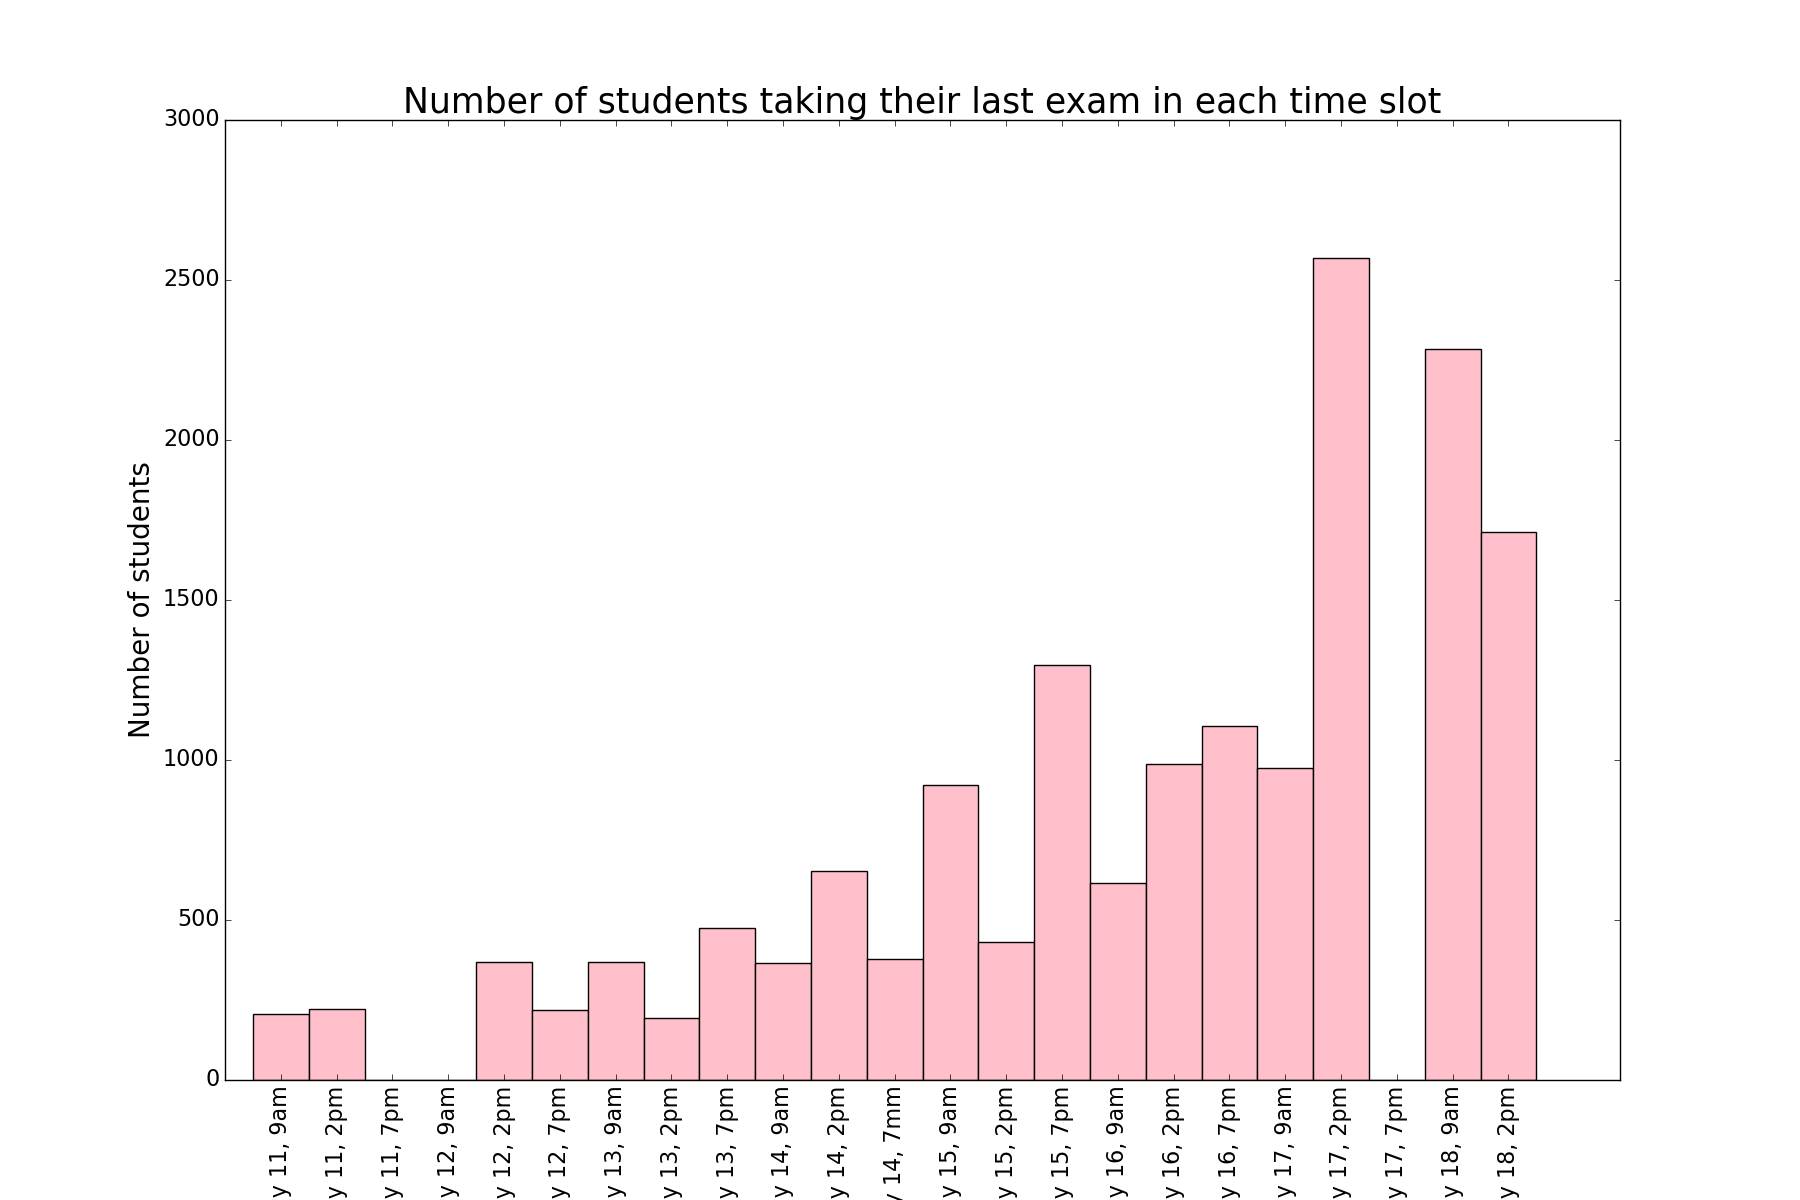 Number of students taking their last exam in each time slot
3000
2500
2000
1500
1000
500
0
Number of students
y 11, 9am
y 11, 2pm
y 11, 7pm
y 12, 9am
y 12, 2pm
y 12, 7pm
y 13, 9am
y 13, 2pm
y 13, 7pm
y 14, 9am
y 14, 2pm
y 14, 7mm
y 15, 9am
y 15, 2pm
y 15, 7pm
y 16, 9am
y 16, 2pm
y 16, 7pm
y 17, 9am
y 17, 2pm
y 17, 7pm
y 18, 9am
y 18, 2pm